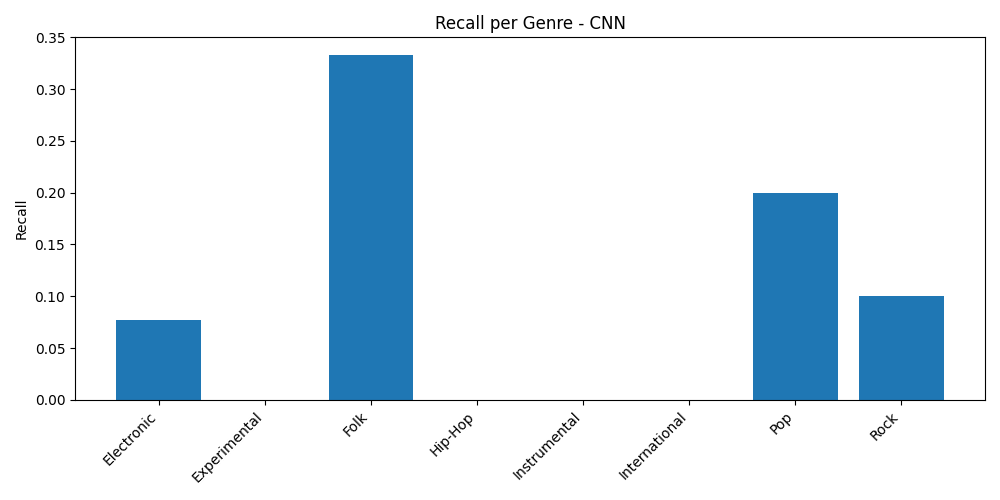 Recall per Genre - CNN
0.35
0.30
0.25
0.20
0.15
0.10
0.05
0.00
Recall
Electronic
Experimental
Folk
Hip-Hop
Instrumental
International
Pop
Rock